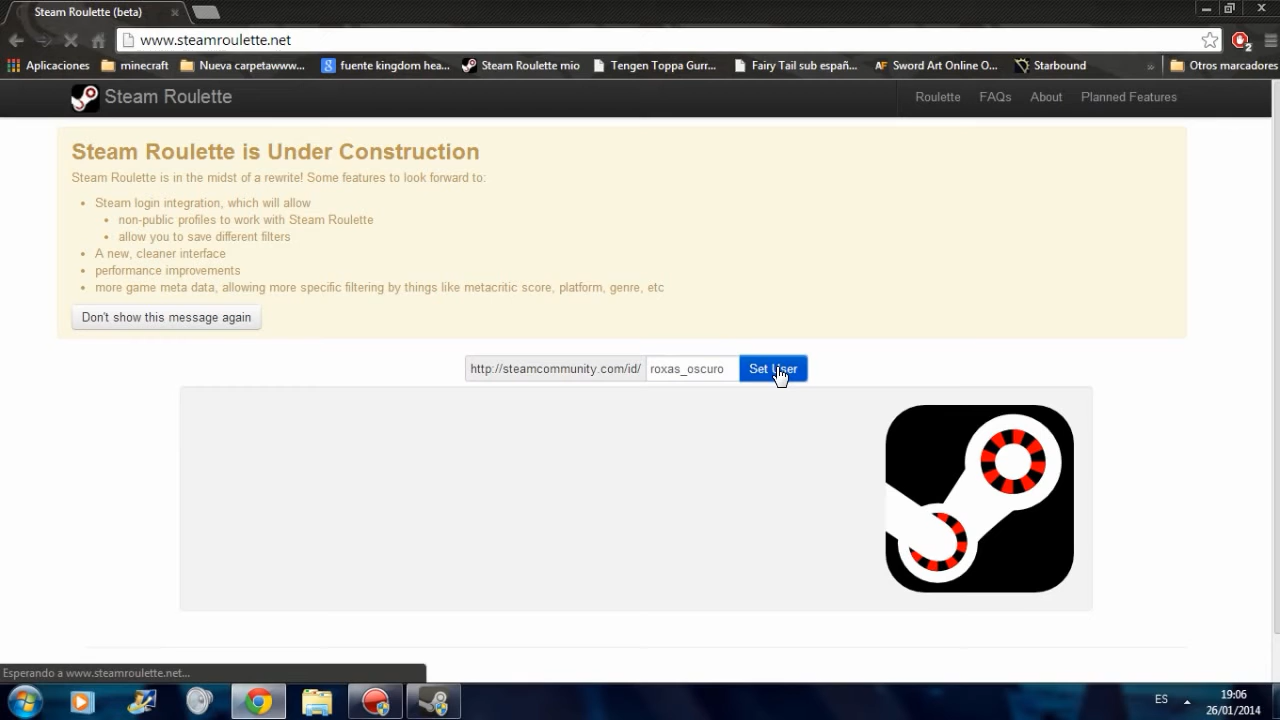 Steam Roulette (beta)
www.steamroulette.net
2
Aplicaciones minecraft Nueva carpetawww... fuente kingdom hea... Steam Roulette mio Tengen Toppa Gurr... Fairy Tail sub españ... Sword Art Online O... Starbound » Otros marcadores
Steam Roulette Roulette FAQs About Planned Features
Steam Roulette is Under Construction
Steam Roulette is in the midst of a rewrite! Some features to look forward to:
• Steam login integration, which will allow
• non-public profiles to work with Steam Roulette
• allow you to save different filters
• A new, cleaner interface
• performance improvements
• more game meta data, allowing more specific filtering by things like metacritic score, platform, genre, etc
Don't show this message again
http://steamcommunity.com/id/ roxas_oscuro Set User
Esperando a www.steamroulette.net...
ES 19:06
26/01/2014